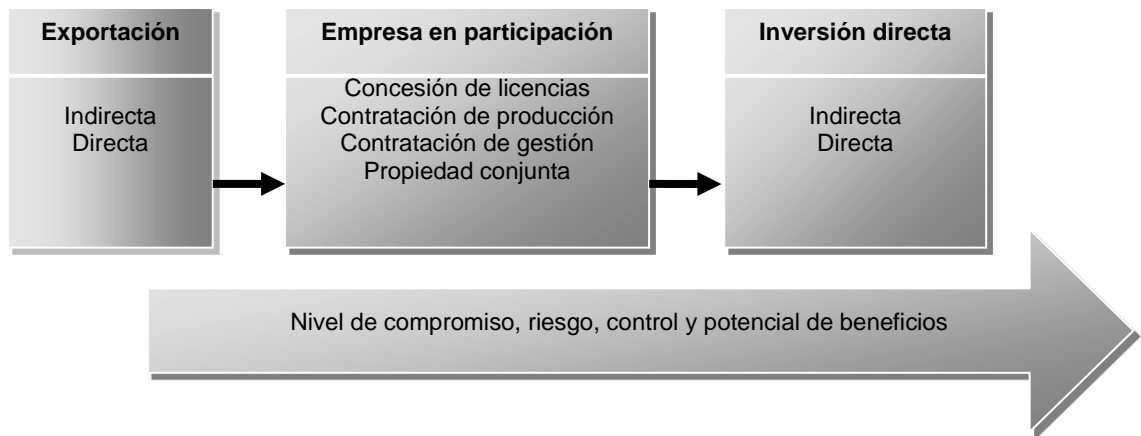 Exportación
Indirecta
Directa
Empresa en participación
Concesión de licencias
Contratación de producción
Contratación de gestión
Propiedad conjunta
Inversión directa
Indirecta
Directa
Nivel de compromiso, riesgo, control y potencial de beneficios